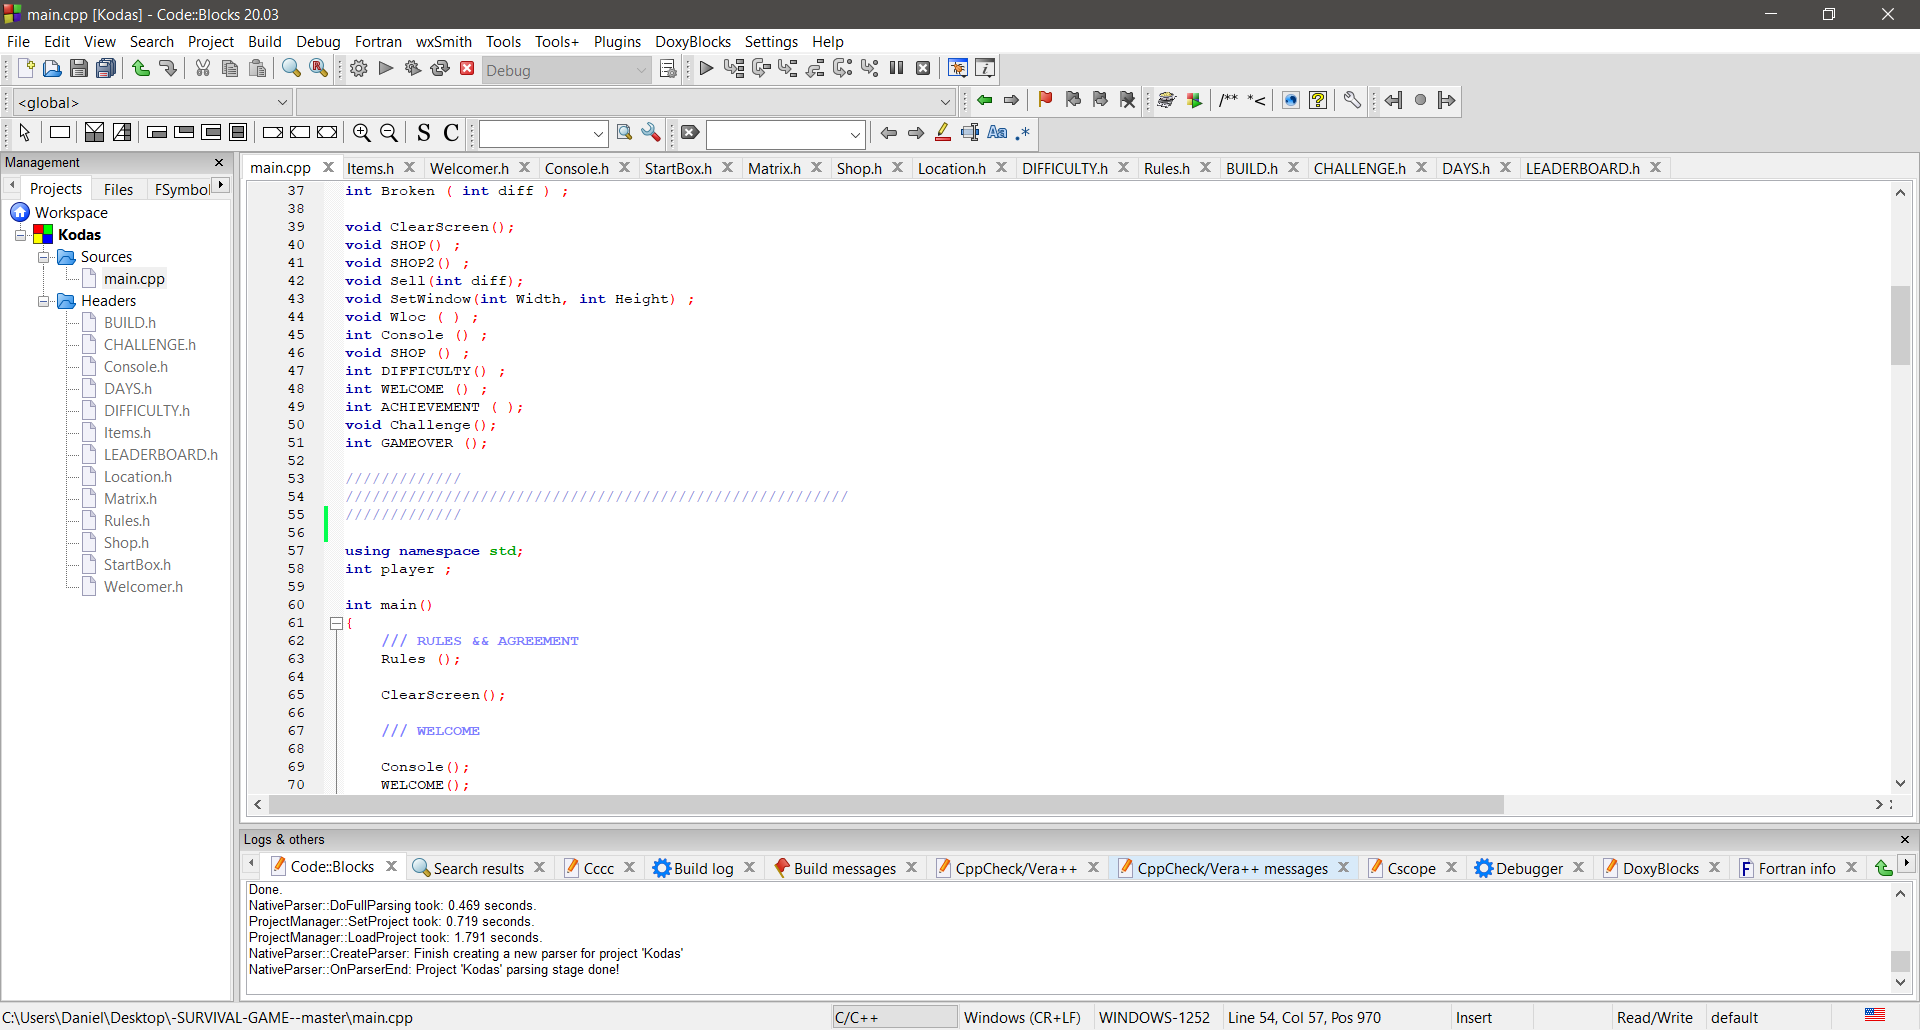 main.cpp [Kodas] - Code::Blocks 20.03
File Edit View Search Project Build Debug Fortran wxSmith Tools Tools+ Plugins DoxyBlocks Settings Help
Debug
<global>
/** *<
S C
Aa .*
Management
Projects Files FSymbol
Workspace
Kodas
Sources
main.cpp
Headers
BUILD.h
CHALLENGE.h
Console.h
DAYS.h
DIFFICULTY.h
Items.h
LEADERBOARD.h
Location.h
Matrix.h
Rules.h
Shop.h
StartBox.h
Welcomer.h
main.cpp Items.h Welcomer.h Console.h StartBox.h Matrix.h Shop.h Location.h DIFFICULTY.h Rules.h BUILD.h CHALLENGE.h DAYS.h LEADERBOARD.h
37 int Broken ( int diff ) ;
38
39 void ClearScreen();
40 void SHOP() ;
41 void SHOP2() ;
42 void Sell(int diff);
43 void SetWindow(int Width, int Height) ;
44 void Wloc ( ) ;
45 int Console () ;
46 void SHOP () ;
47 int DIFFICULTY() ;
48 int WELCOME () ;
49 int ACHIEVEMENT ( );
50 void Challenge();
51 int GAMEOVER ();
52
53 /////////////
54 ////////////////////////////////////////////////////////
55 /////////////
56
57 using namespace std;
58 int player ;
59
60 int main()
61 {
62 /// RULES && AGREEMENT
63 Rules ();
64
65 ClearScreen();
66
67 /// WELCOME
68
69 Console();
70 WELCOME();
Logs & others
Code::Blocks Search results Cccc Build log Build messages CppCheck/Vera++ CppCheck/Vera++ messages Cscope Debugger DoxyBlocks Fortran info
Done.
NativeParser::DoFullParsing took: 0.469 seconds.
ProjectManager::SetProject took: 0.719 seconds.
ProjectManager::LoadProject took: 1.791 seconds.
NativeParser::CreateParser: Finish creating a new parser for project 'Kodas'
NativeParser::OnParserEnd: Project 'Kodas' parsing stage done!
C:\Users\Daniel\Desktop\-SURVIVAL-GAME--master\main.cpp C/C++ Windows (CR+LF) WINDOWS-1252 Line 54, Col 57, Pos 970 Insert Read/Write default